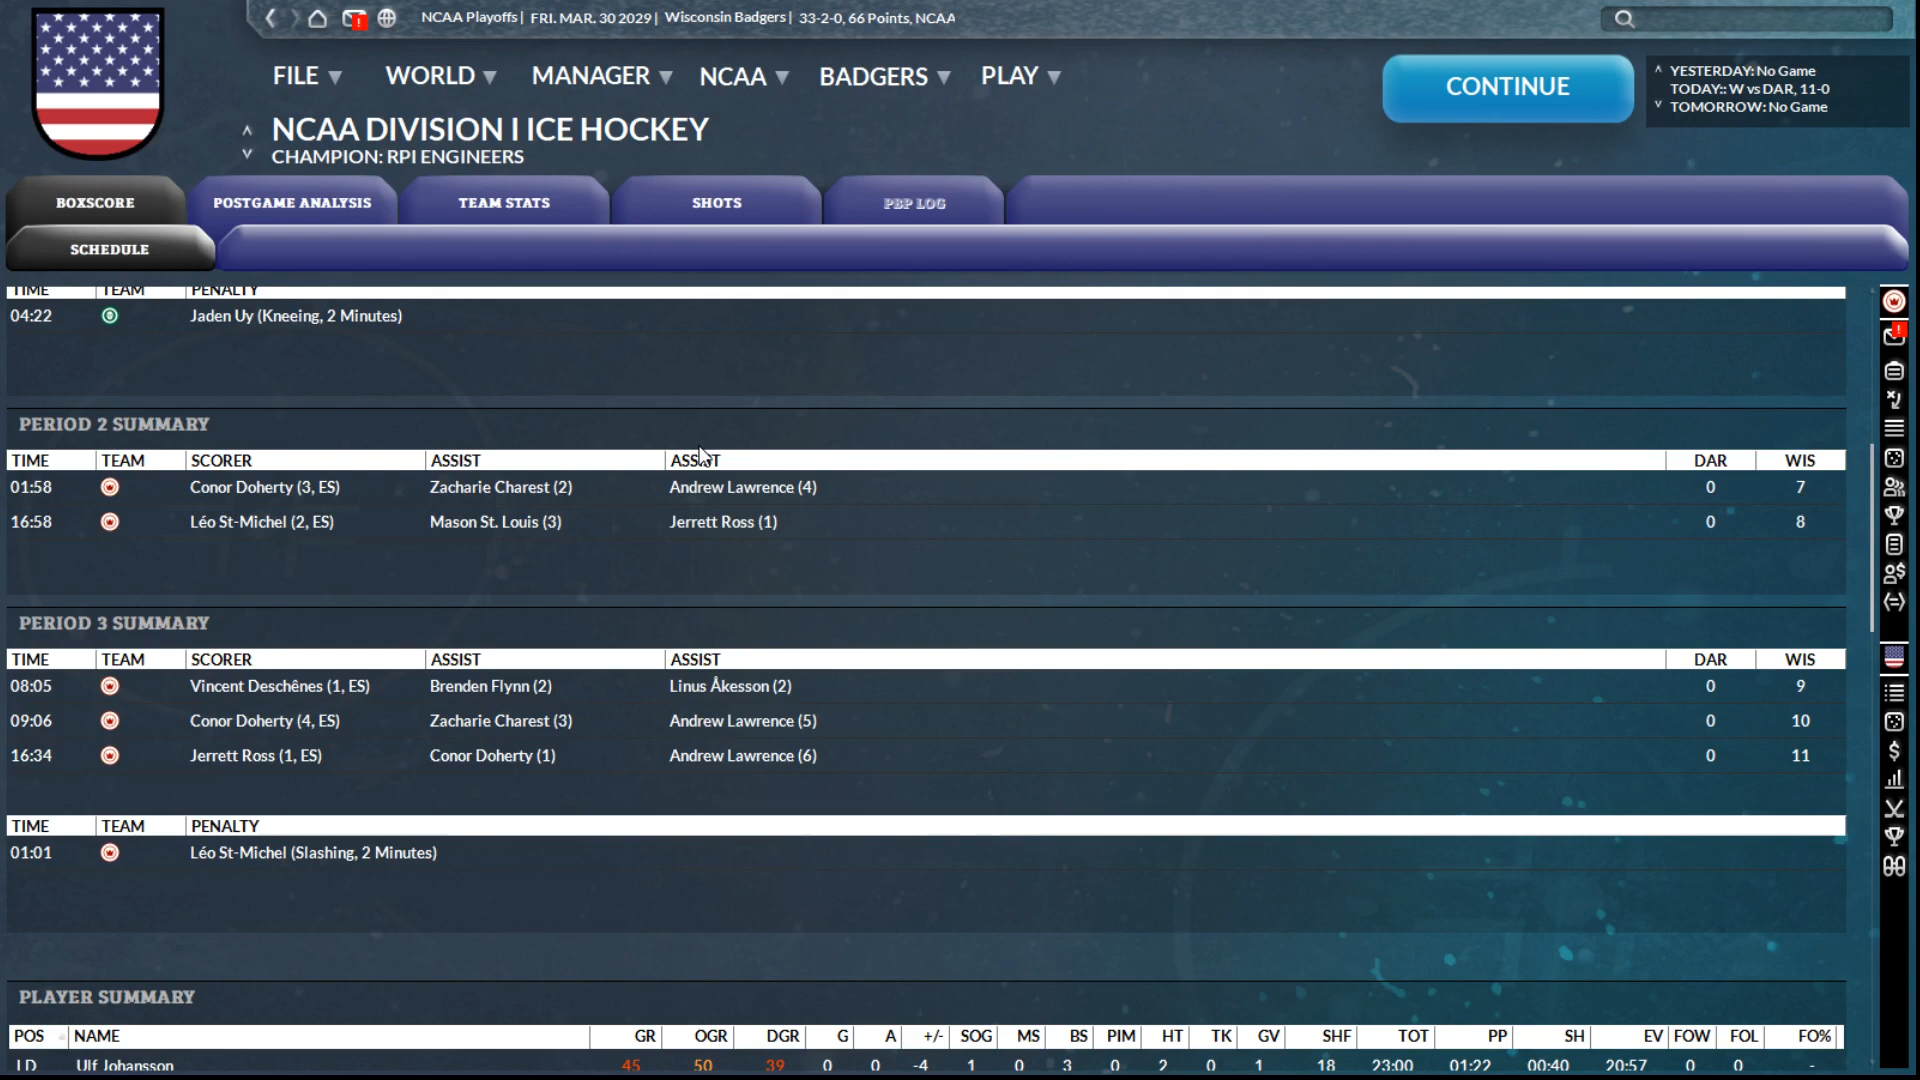 NCAA Playoffs | FRI. MAR. 30 2029 | Wisconsin Badgers | 33-2-0, 66 Points, NCAA
FILE WORLD MANAGER NCAA BADGERS PLAY
CONTINUE
YESTERDAY: No Game
TODAY:: W vs DAR, 11-0
TOMORROW: No Game
NCAA DIVISION I ICE HOCKEY
CHAMPION: RPI ENGINEERS
BOXSCORE POSTGAME ANALYSIS TEAM STATS SHOTS PBP LOG
SCHEDULE
TIME TEAM PENALTY
04:22 Jaden Uy (Kneeing, 2 Minutes)
PERIOD 2 SUMMARY
TIME TEAM SCORER ASSIST ASSIST DAR WIS
01:58 Conor Doherty (3, ES) Zacharie Charest (2) Andrew Lawrence (4) 0 7
16:58 Léo St-Michel (2, ES) Mason St. Louis (3) Jerrett Ross (1) 0 8
PERIOD 3 SUMMARY
TIME TEAM SCORER ASSIST ASSIST DAR WIS
08:05 Vincent Deschênes (1, ES) Brenden Flynn (2) Linus Åkesson (2) 0 9
09:06 Conor Doherty (4, ES) Zacharie Charest (3) Andrew Lawrence (5) 0 10
16:34 Jerrett Ross (1, ES) Conor Doherty (1) Andrew Lawrence (6) 0 11
TIME TEAM PENALTY
01:01 Léo St-Michel (Slashing, 2 Minutes)
PLAYER SUMMARY
POS NAME GR OGR DGR G A +/- SOG MS BS PIM HT TK GV SHF TOT PP SH EV FOW FOL FO%
LD Ulf Johansson 45 50 39 0 0 -4 1 0 3 0 2 0 1 18 23:00 01:22 00:40 20:57 0 0 -